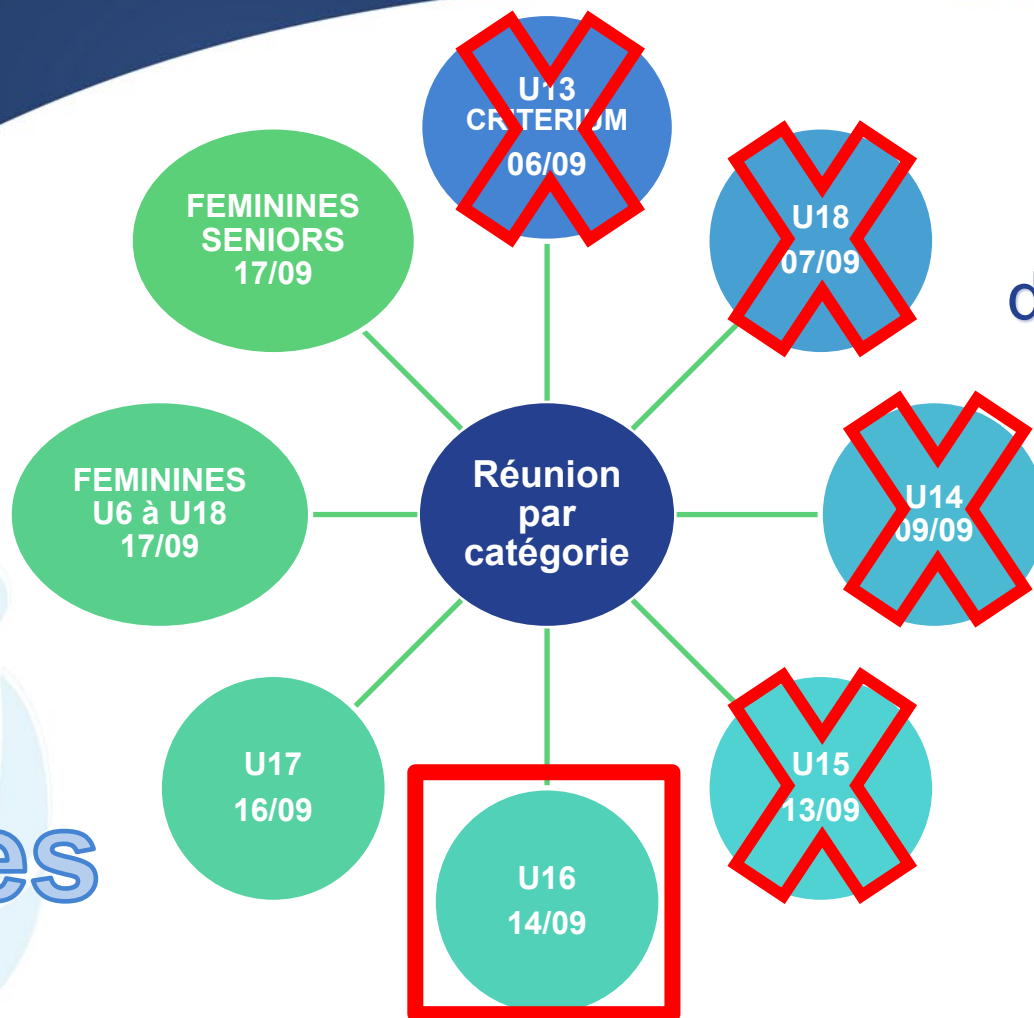 U13
CRITERIUM
06/09
U18
07/09
U14
09/09
U15
13/09
U16
14/09
U17
16/09
FEMININES
U6 à U18
17/09
FEMININES
SENIORS
17/09
Réunion
par
catégorie
d
es